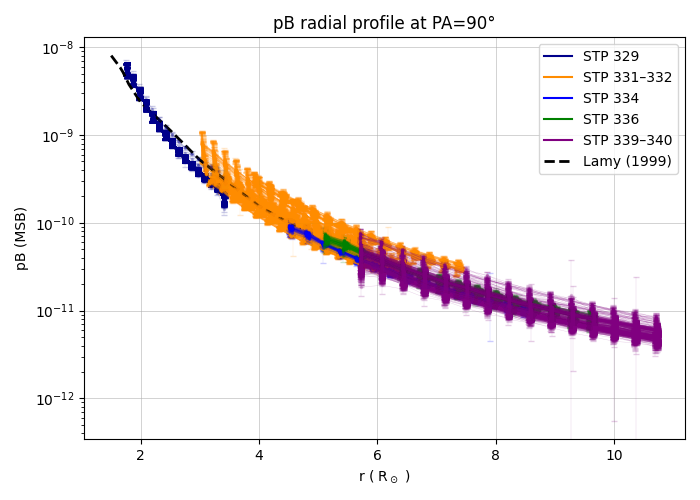 pB radial profile at PA=90°
10⁻⁸
10⁻⁹
10⁻¹⁰
10⁻¹¹
10⁻¹²
pB (MSB)
STP 329
STP 331–332
STP 334
STP 336
STP 339–340
Lamy (1999)
2 4 6 8 10
r ( R⊙ )